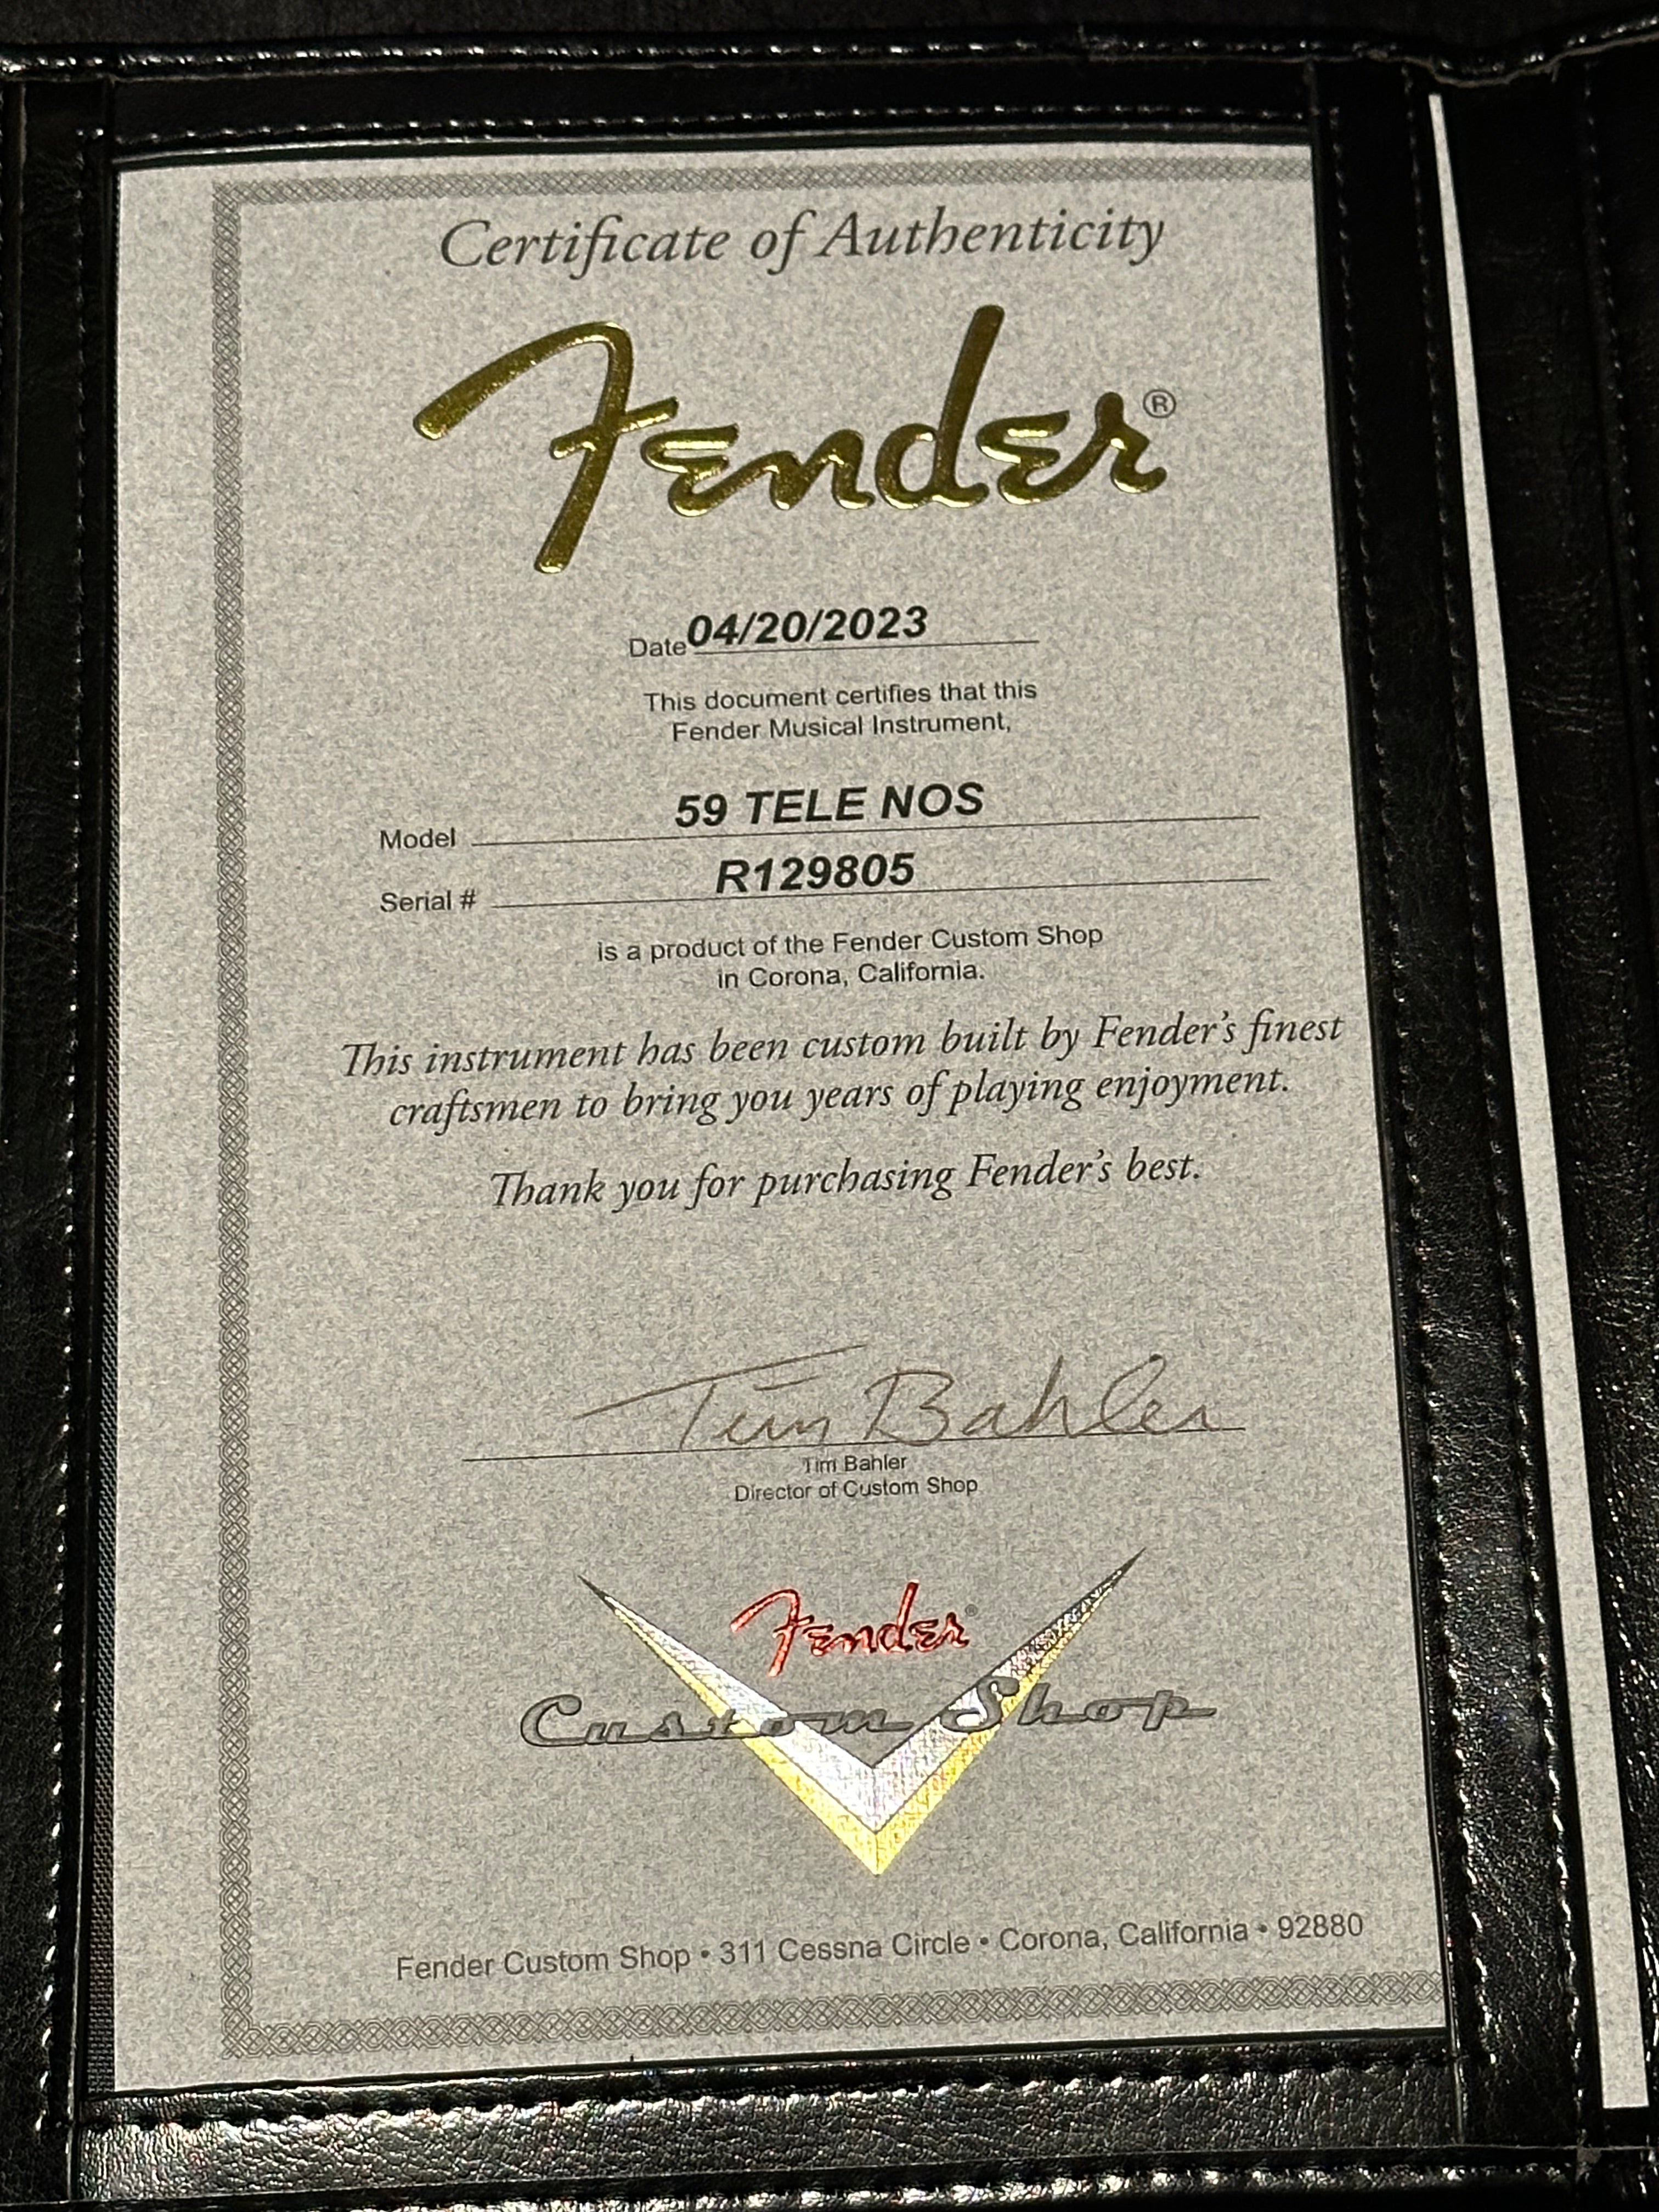 Certificate of Authenticity
Fender®
Date 04/20/2023
This document certifies that this
Fender Musical Instrument,
Model 59 TELE NOS
Serial # R129805
is a product of the Fender Custom Shop
in Corona, California.
This instrument has been custom built by Fender's finest
craftsmen to bring you years of playing enjoyment.
Thank you for purchasing Fender's best.
Tim Bahler
Tim Bahler
Director of Custom Shop
Fender®
Custom Shop
Fender Custom Shop • 311 Cessna Circle • Corona, California • 92880